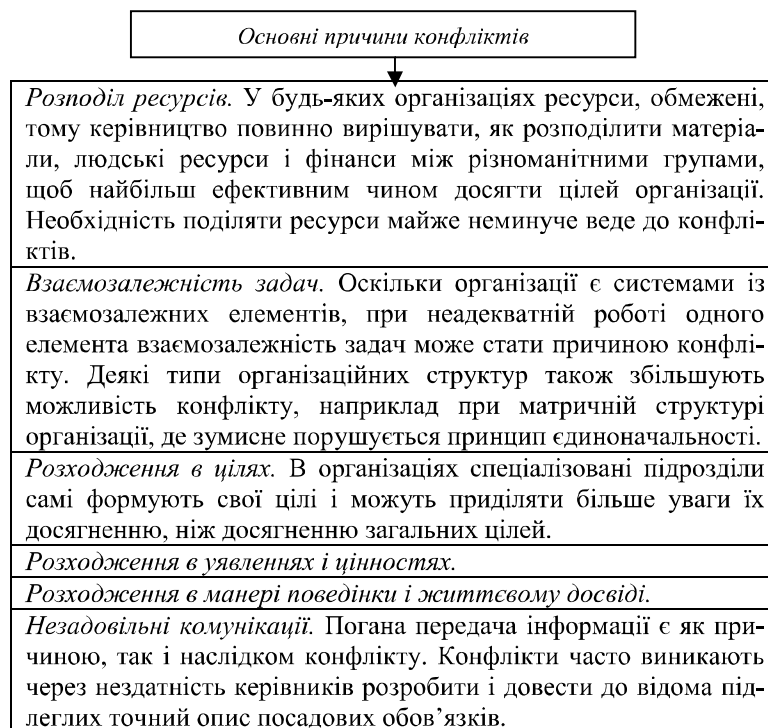 Основні причини конфліктів
Розподіл ресурсів. У будь-яких організаціях ресурси, обмежені,
тому керівництво повинно вирішувати, як розподілити матеріа-
ли, людські ресурси і фінанси між різноманітними групами,
щоб найбільш ефективним чином досягти цілей організації.
Необхідність поділяти ресурси майже неминуче веде до конфлі-
ктів.
Взаємозалежність задач. Оскільки організації є системами із
взаємозалежних елементів, при неадекватній роботі одного
елемента взаємозалежність задач може стати причиною конфлі-
кту. Деякі типи організаційних структур також збільшують
можливість конфлікту, наприклад при матричній структурі
організації, де зумисне порушується принцип єдиноначальності.
Розходження в цілях. В організаціях спеціалізовані підрозділи
самі формують свої цілі і можуть приділяти більше уваги їх
досягненню, ніж досягненню загальних цілей.
Розходження в уявленнях і цінностях.
Розходження в манері поведінки і життєвому досвіді.
Незадовільні комунікації. Погана передача інформації є як при-
чиною, так і наслідком конфлікту. Конфлікти часто виникають
через нездатність керівників розробити і довести до відома під-
леглих точний опис посадових обов’язків.